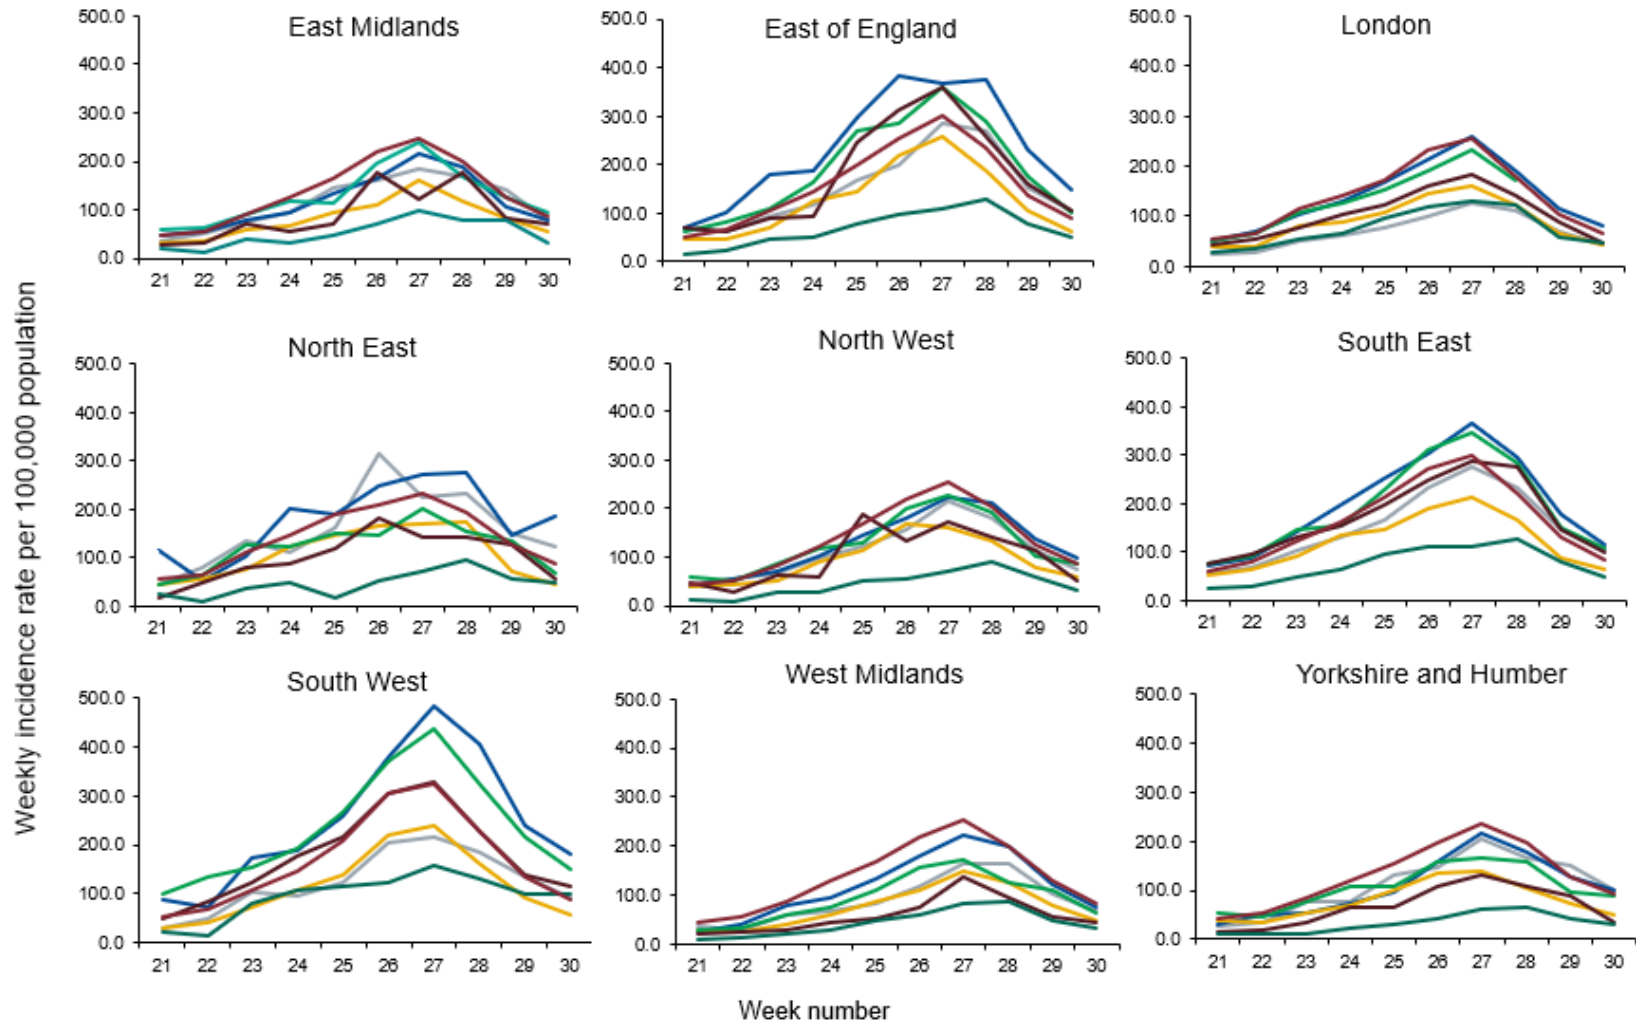 Weekly incidence rate per 100,000 population
East Midlands
500.0
400.0
300.0
200.0
100.0
0.0
21 22 23 24 25 26 27 28 29 30
East of England
500.0
400.0
300.0
200.0
100.0
0.0
21 22 23 24 25 26 27 28 29 30
London
500.0
400.0
300.0
200.0
100.0
0.0
21 22 23 24 25 26 27 28 29 30
North East
500.0
400.0
300.0
200.0
100.0
0.0
21 22 23 24 25 26 27 28 29 30
North West
500.0
400.0
300.0
200.0
100.0
0.0
21 22 23 24 25 26 27 28 29 30
South East
500.0
400.0
300.0
200.0
100.0
0.0
21 22 23 24 25 26 27 28 29 30
South West
500.0
400.0
300.0
200.0
100.0
0.0
21 22 23 24 25 26 27 28 29 30
West Midlands
500.0
400.0
300.0
200.0
100.0
0.0
21 22 23 24 25 26 27 28 29 30
Yorkshire and Humber
500.0
400.0
300.0
200.0
100.0
0.0
21 22 23 24 25 26 27 28 29 30
Week number